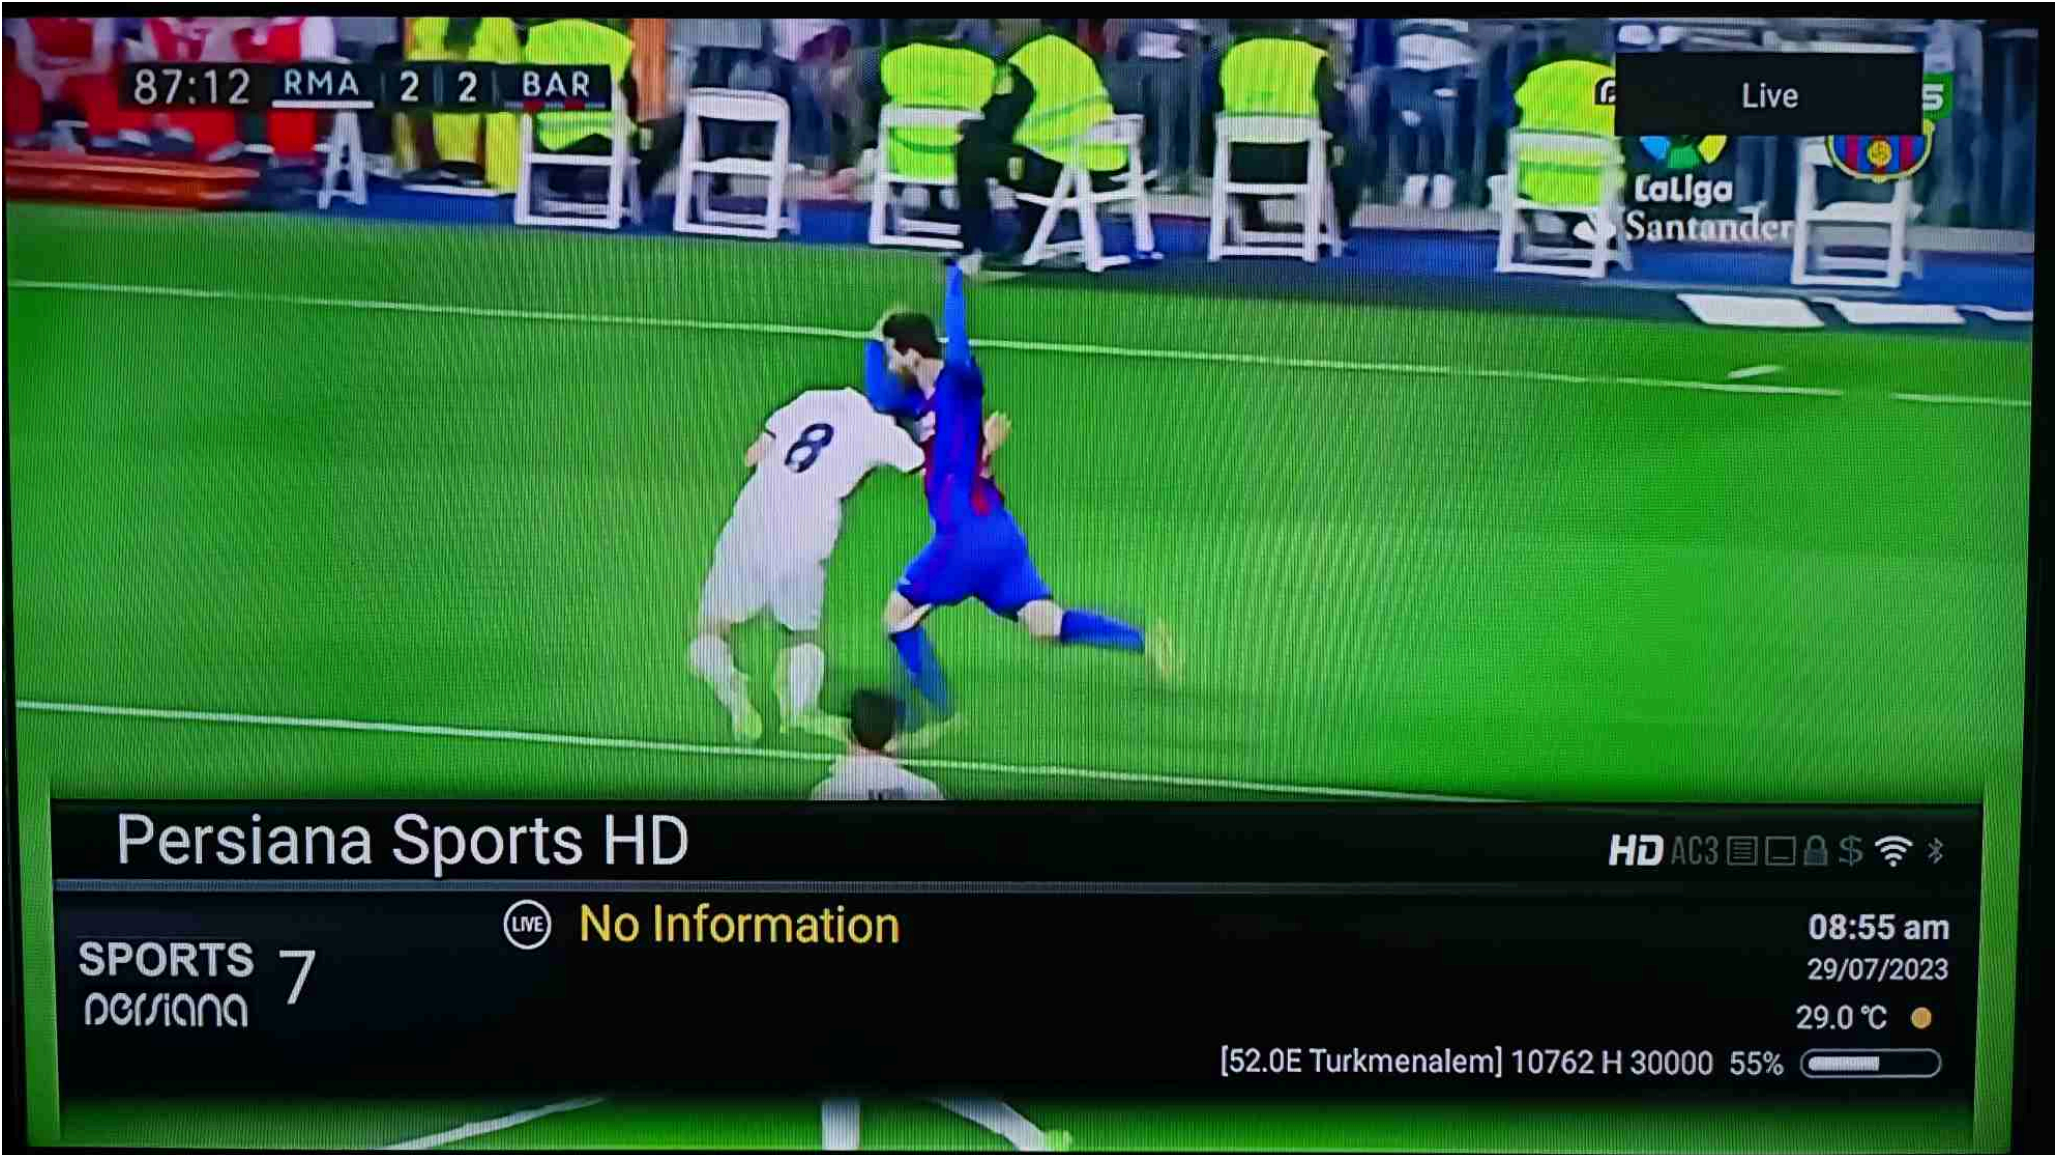 87:12 RMA 2 2 BAR
Live
LaLiga
Santander
8
Persiana Sports HD
HD AC3 $
LIVE No Information
SPORTS
persiana
7
08:55 am
29/07/2023
29.0 °C
[52.0E Turkmenalem] 10762 H 30000 55%